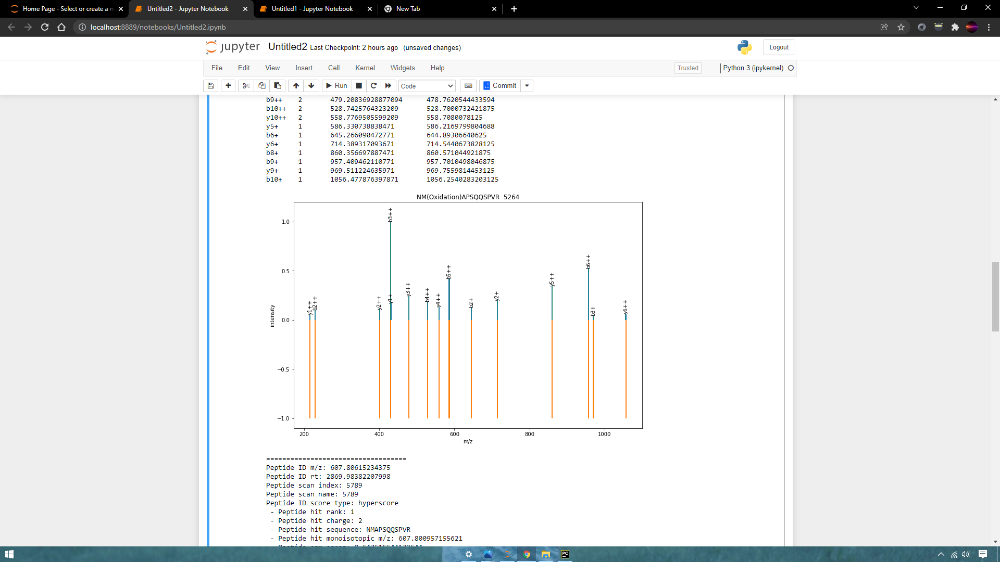 Home Page - Select or create a n
Untitled2 - Jupyter Notebook
Untitled1 - Jupyter Notebook
New Tab
localhost:8889/notebooks/Untitled2.ipynb
jupyter Untitled2 Last Checkpoint: 2 hours ago (unsaved changes)
Logout
File Edit View Insert Cell Kernel Widgets Help
Trusted Python 3 (ipykernel)
Run Code Commit
b9++ 2 479.20836928877094 478.7620544433594
b10++ 2 528.7425764323209 528.7000732421875
y10++ 2 558.7769505599209 558.7080078125
y5+ 1 586.330738838471 586.2169799804688
b6+ 1 645.266090472771 644.89306640625
y6+ 1 714.389317093671 714.5440673828125
b8+ 1 860.356697887471 860.571044921875
b9+ 1 957.409462110771 957.7010498046875
y9+ 1 969.511224635971 969.7559814453125
b10+ 1 1056.477876397871 1056.2540283203125
NM(Oxidation)APSQQSPVR 5264
intensity
1.0
0.5
0.0
−0.5
−1.0
y1++
b2++
y2++
b3++
y1+
y3++
b4++
y4++
b5++
b2+
y2+
y5++
b6++
b3+
y6++
200 400 600 800 1000
m/z
===================================
Peptide ID m/z: 607.80615234375
Peptide ID rt: 2869.98382207998
Peptide scan index: 5789
Peptide scan name: 5789
Peptide ID score type: hyperscore
- Peptide hit rank: 1
- Peptide hit charge: 2
- Peptide hit sequence: NMAPSQQSPVR
- Peptide hit monoisotopic m/z: 607.800957155621
PC